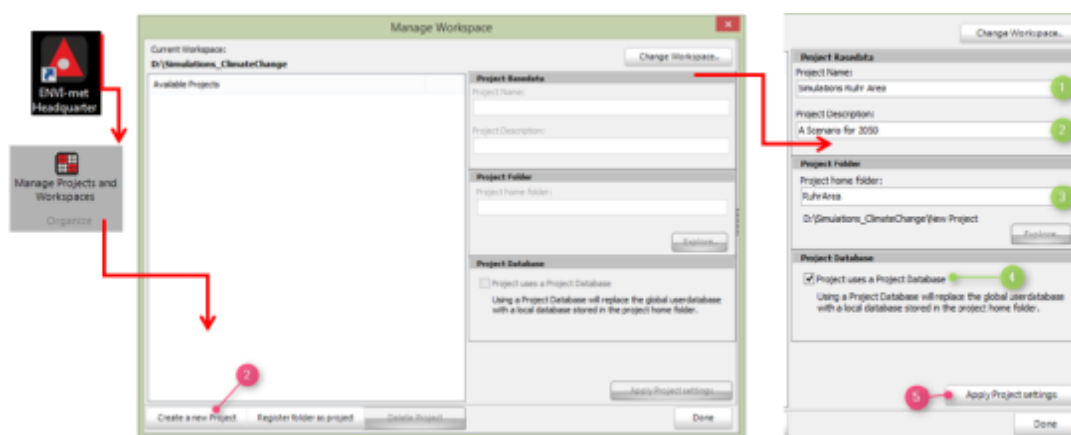 ENVI-met
Headquarter
Manage Projects and
Workspaces
Organize
Manage Workspace
Current Workspace:
D:\Simulations_ClimateChange
Change Workspace..
Available Projects
Project Basedata
Project Name:
Project Description:
Project Folder
Project home folder:
Explore..
Project Database
Project uses a Project Database
Using a Project Database will replace the global userdatabase
with a local database stored in the project home folder.
Apply Project settings
2
Create a new Project
Register folder as project
Delete Project
Done
Change Workspace..
Project Basedata
Project Name:
Simulations Ruhr Area
1
Project Description:
A Scenario for 2050
2
Project Folder
Project home folder:
RuhrArea
3
D:\Simulations_ClimateChange\New Project
Explore..
Project Database
Project uses a Project Database
4
Using a Project Database will replace the global userdatabase
with a local database stored in the project home folder.
5
Apply Project settings
Done